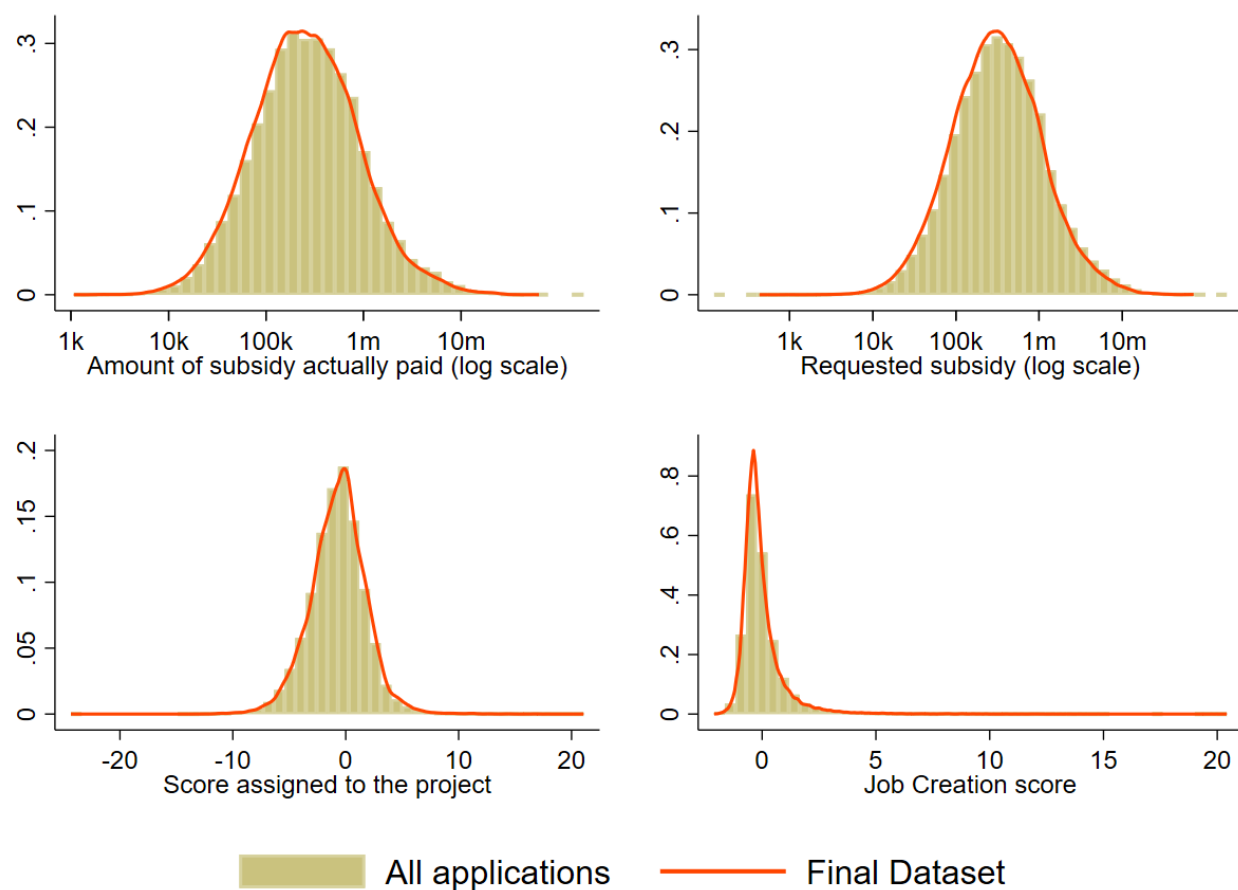 .3
.2
.1
0
1k 10k 100k 1m 10m
Amount of subsidy actually paid (log scale)
.3
.2
.1
0
1k 10k 100k 1m 10m
Requested subsidy (log scale)
.2
.15
.1
.05
0
-20 -10 0 10 20
Score assigned to the project
.8
.6
.4
.2
0
0 5 10 15 20
Job Creation score
All applications Final Dataset